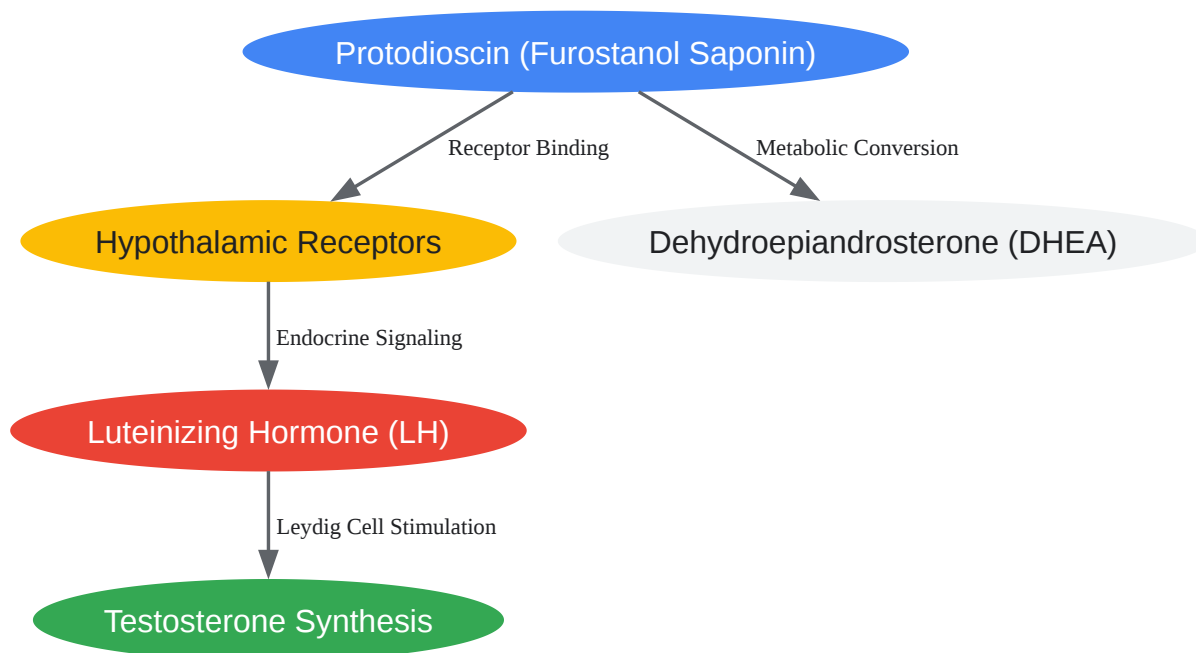 Protodioscin (Furostanol Saponin)
Receptor Binding
Metabolic Conversion
Hypothalamic Receptors
Dehydroepiandrosterone (DHEA)
Endocrine Signaling
Luteinizing Hormone (LH)
Leydig Cell Stimulation
Testosterone Synthesis